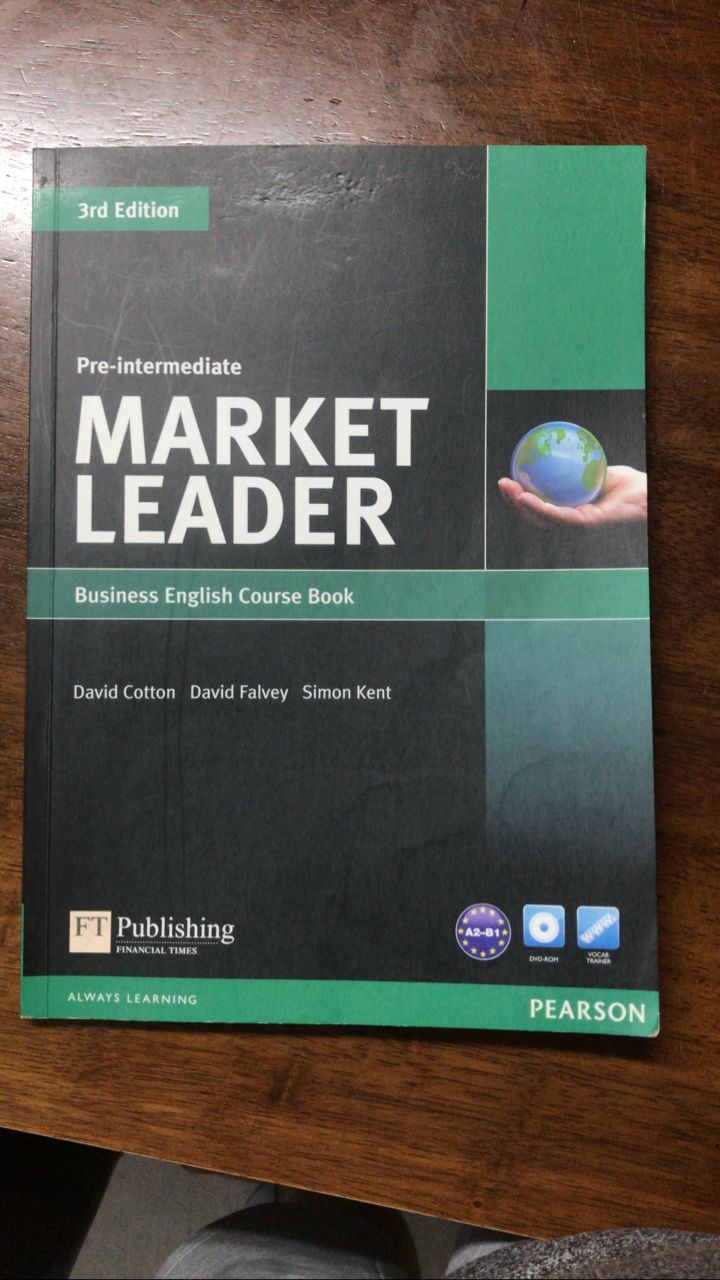 3rd Edition
Pre-intermediate
MARKET
LEADER
Business English Course Book
David Cotton David Falvey Simon Kent
FT Publishing
FINANCIAL TIMES
A2-B1
DVD-ROM
www.
VOCAB
TRAINER
ALWAYS LEARNING
PEARSON